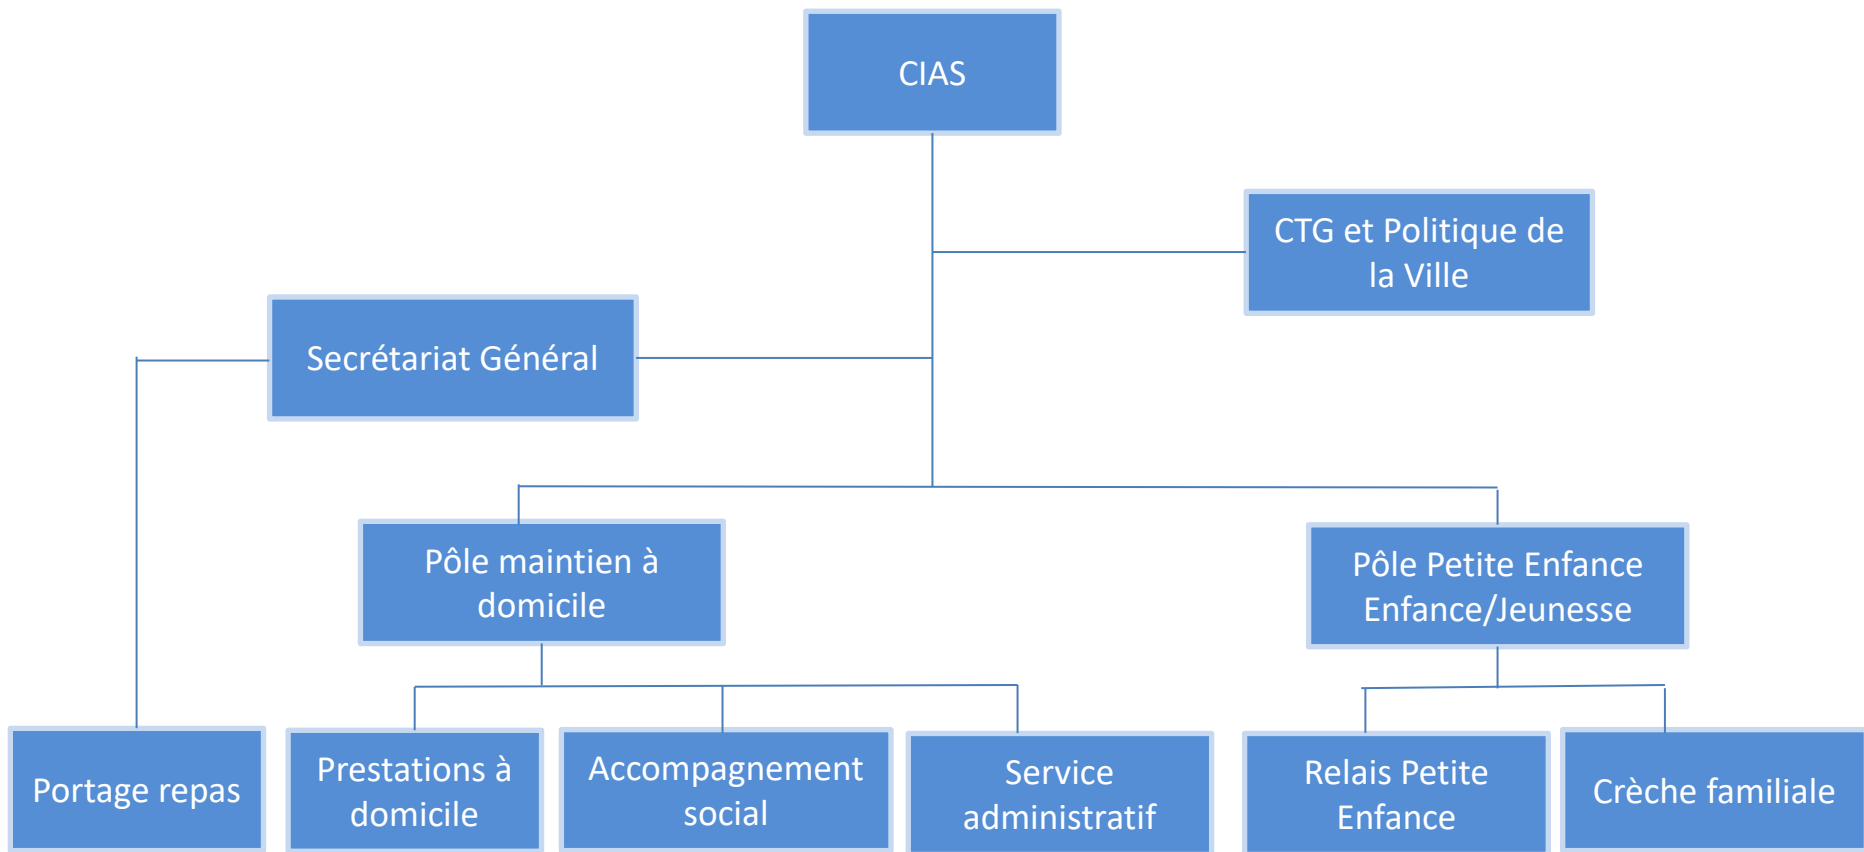 CIAS
CTG et Politique de
la Ville
Secrétariat Général
Pôle maintien à
domicile
Pôle Petite Enfance
Enfance/Jeunesse
Portage repas
Prestations à
domicile
Accompagnement
social
Service
administratif
Relais Petite
Enfance
Crèche familiale